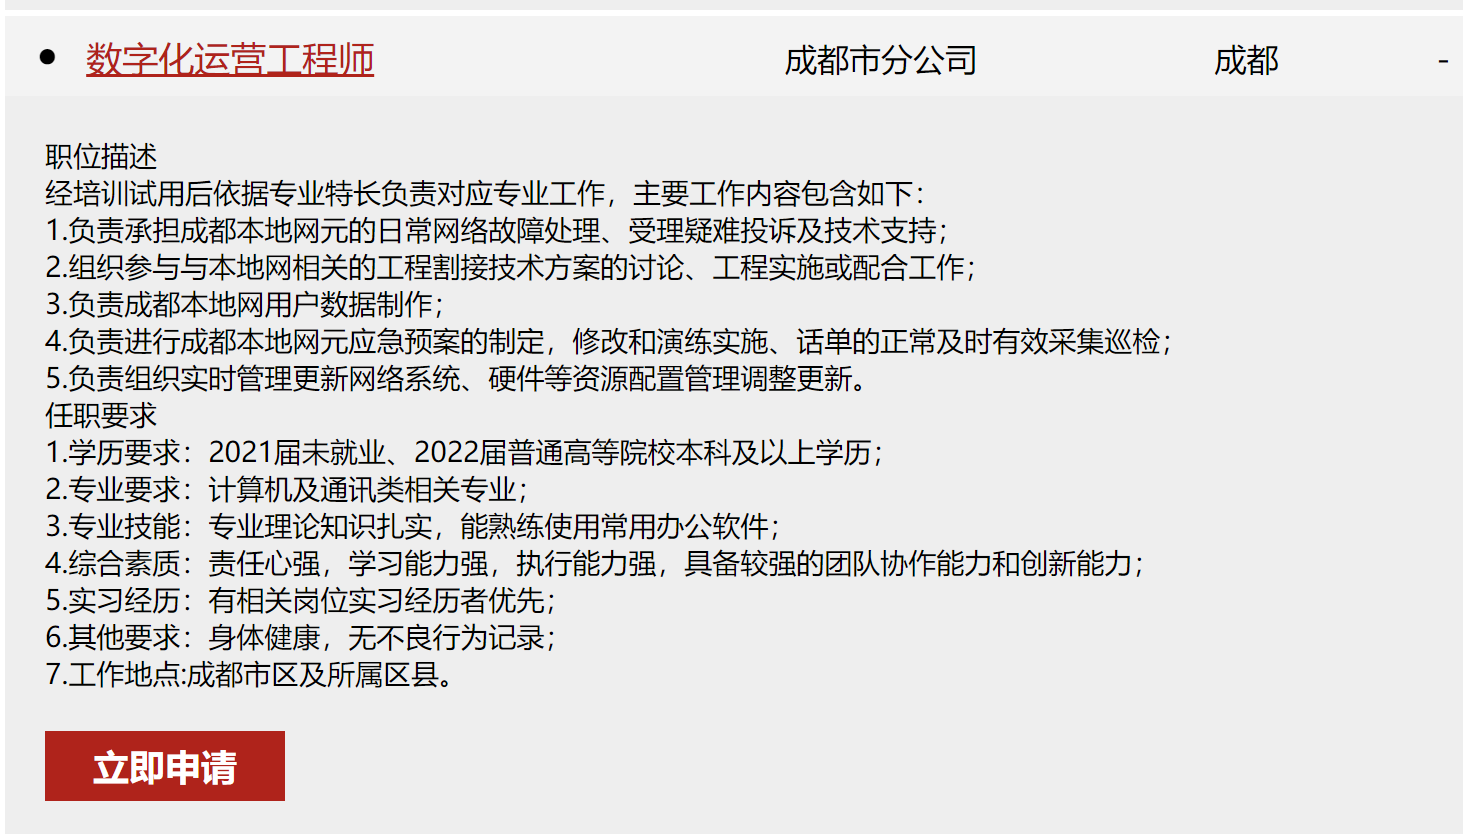 ● 数字化运营工程师 成都市分公司 成都 -
职位描述
经培训试用后依据专业特长负责对应专业工作，主要工作内容包含如下：
1.负责承担成都本地网元的日常网络故障处理、受理疑难投诉及技术支持；
2.组织参与与本地网相关的工程割接技术方案的讨论、工程实施或配合工作；
3.负责成都本地网用户数据制作；
4.负责进行成都本地网元应急预案的制定，修改和演练实施、话单的正常及时有效采集巡检；
5.负责组织实时管理更新网络系统、硬件等资源配置管理调整更新。
任职要求
1.学历要求：2021届未就业、2022届普通高等院校本科及以上学历；
2.专业要求：计算机及通讯类相关专业；
3.专业技能：专业理论知识扎实，能熟练使用常用办公软件；
4.综合素质：责任心强，学习能力强，执行能力强，具备较强的团队协作能力和创新能力；
5.实习经历：有相关岗位实习经历者优先；
6.其他要求：身体健康，无不良行为记录；
7.工作地点:成都市区及所属区县。
立即申请